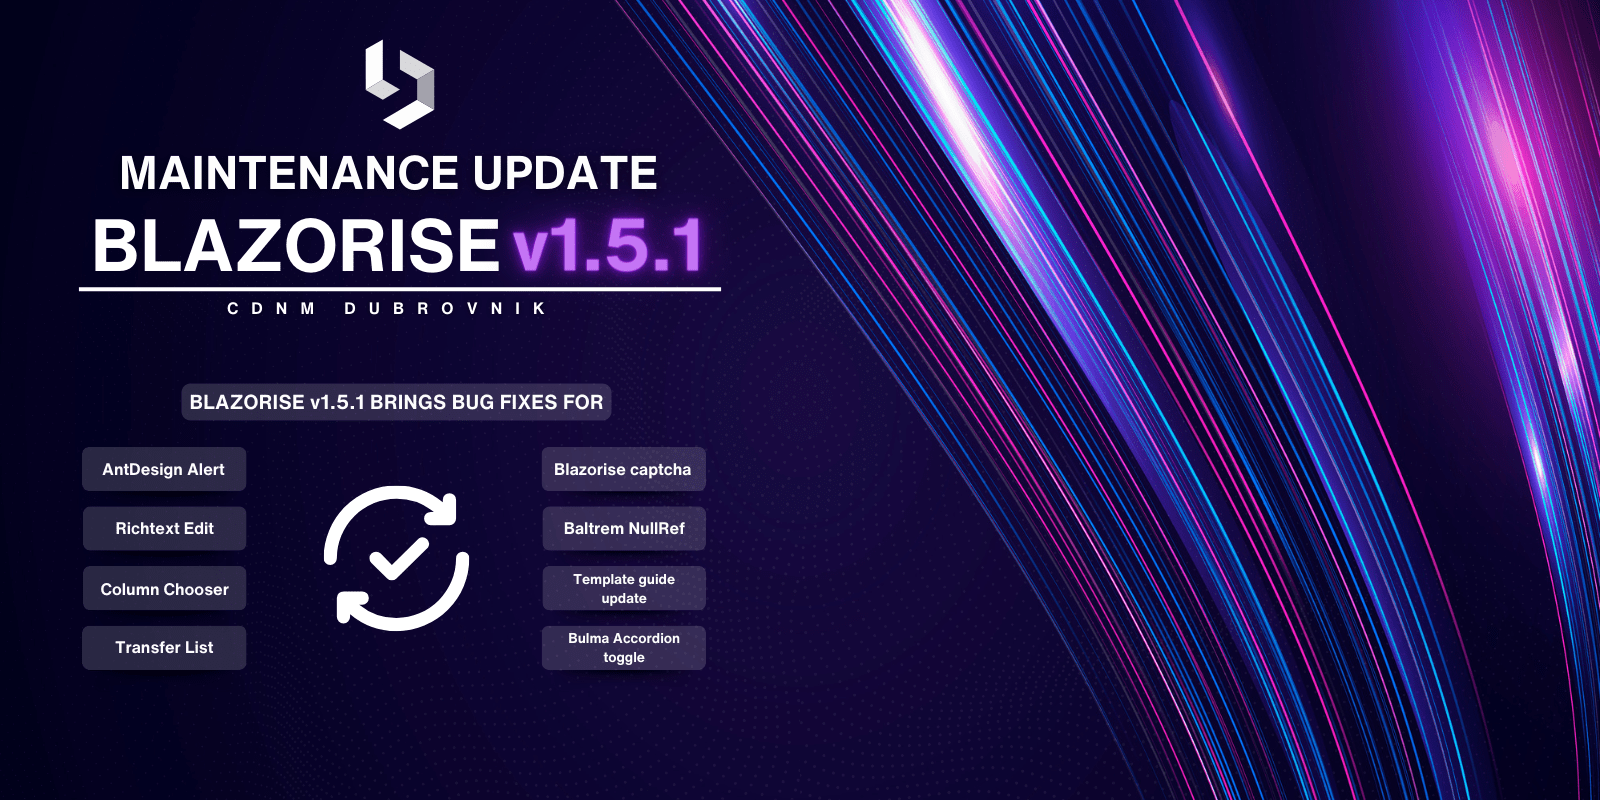 MAINTENANCE UPDATE
BLAZORISE v1.5.1
CDNM DUBROVNIK
BLAZORISE v1.5.1 BRINGS BUG FIXES FOR
AntDesign Alert
Richtext Edit
Column Chooser
Transfer List
Blazorise captcha
Baltrem NullRef
Template guide
update
Bulma Accordion
toggle